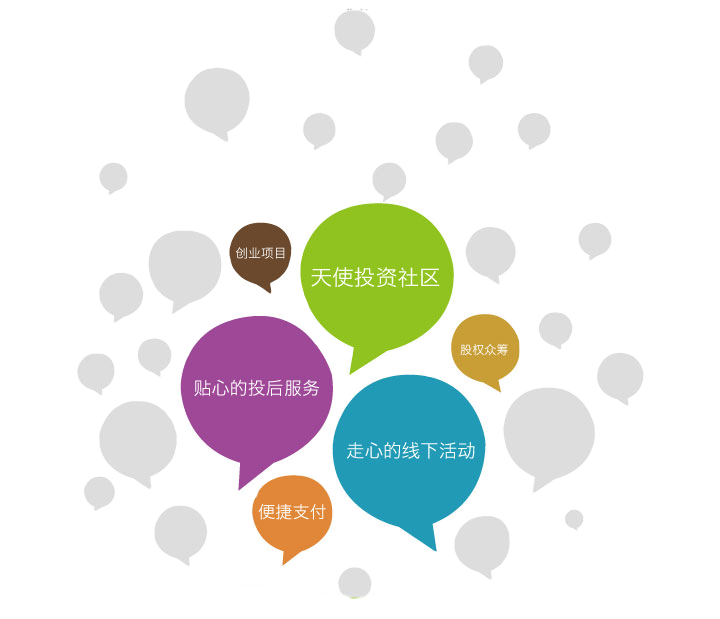 创业项目
天使投资社区
股权众筹
贴心的投后服务
走心的线下活动
便捷支付